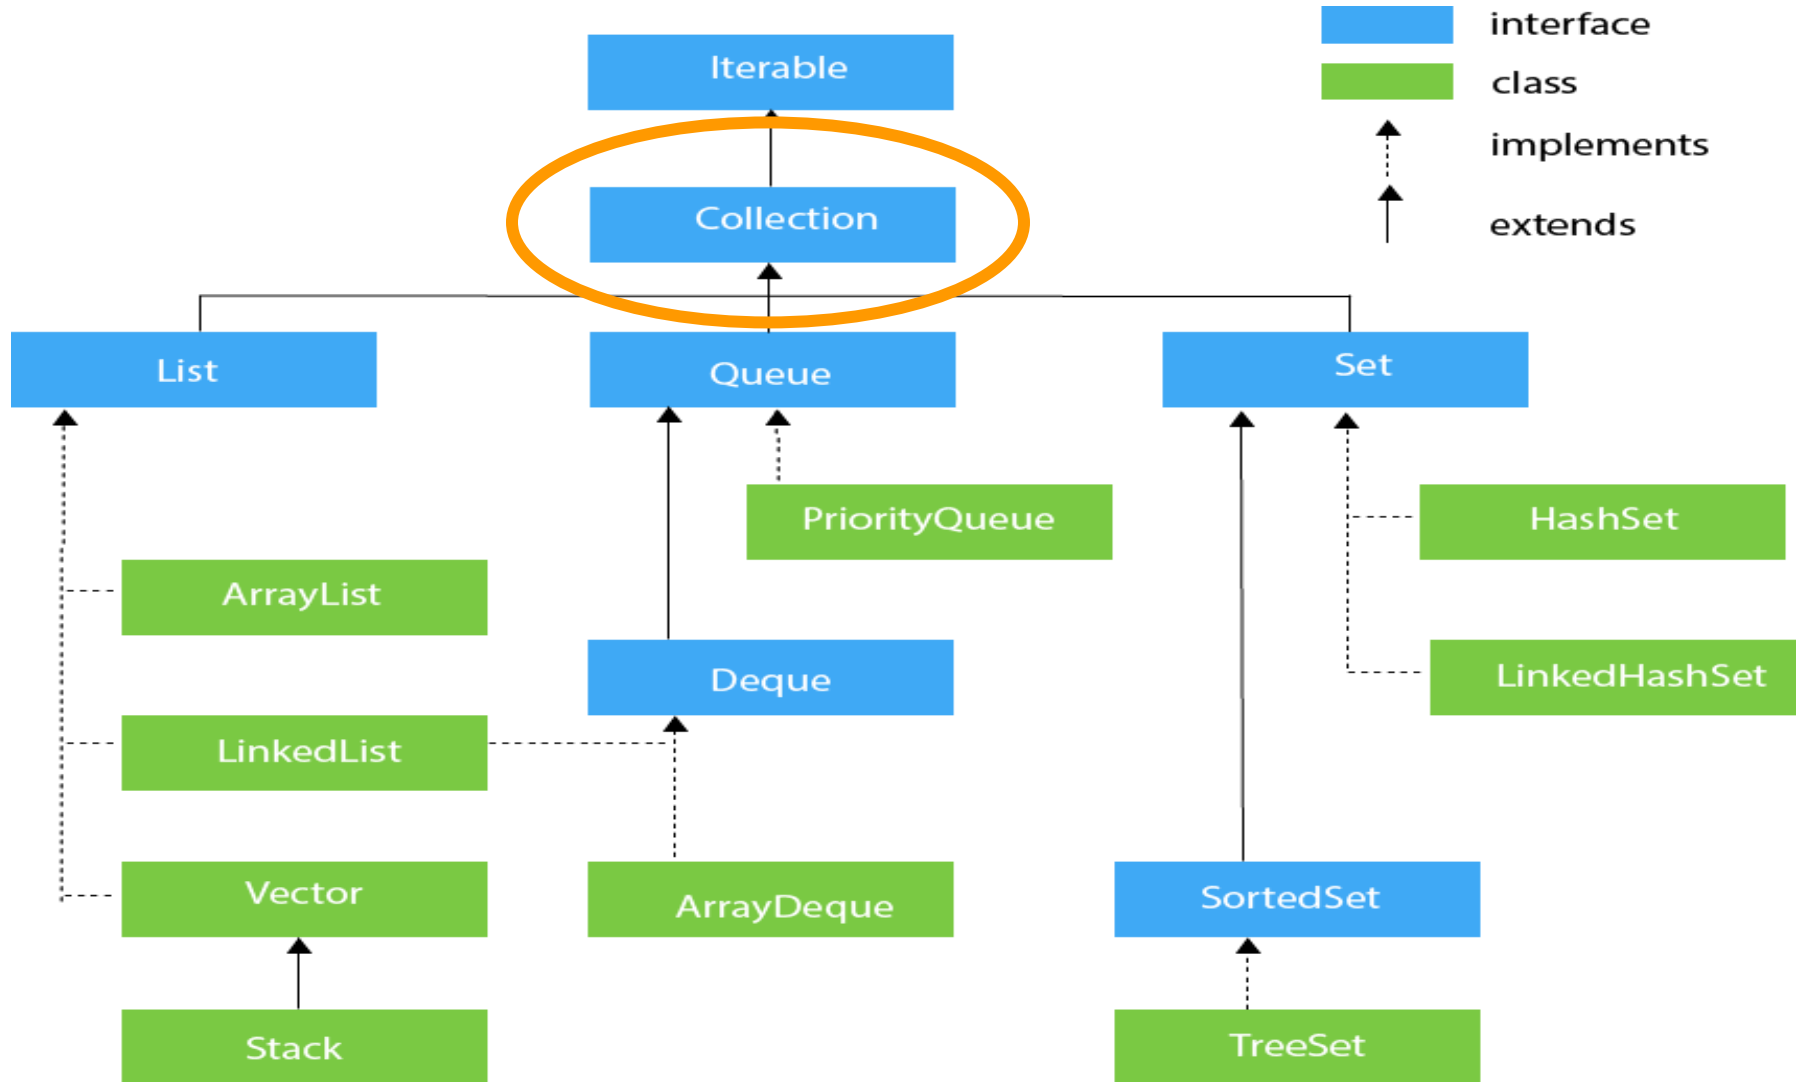 interface
Iterable
class
implements
Collection
extends
List
Queue
Set
PriorityQueue
HashSet
ArrayList
Deque
LinkedHashSet
LinkedList
Vector
ArrayDeque
SortedSet
Stack
TreeSet